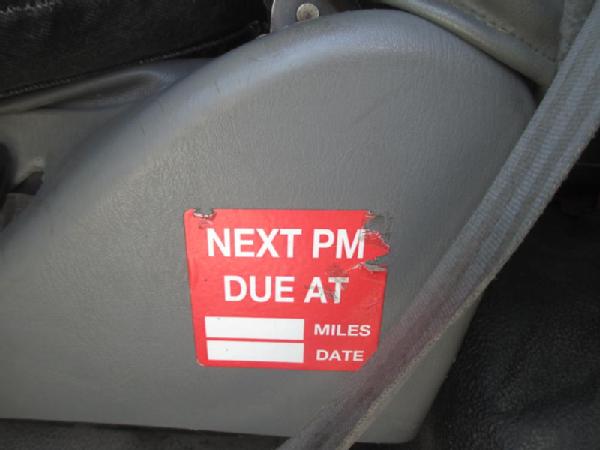 NEXT PM
DUE AT
MILES
DATE